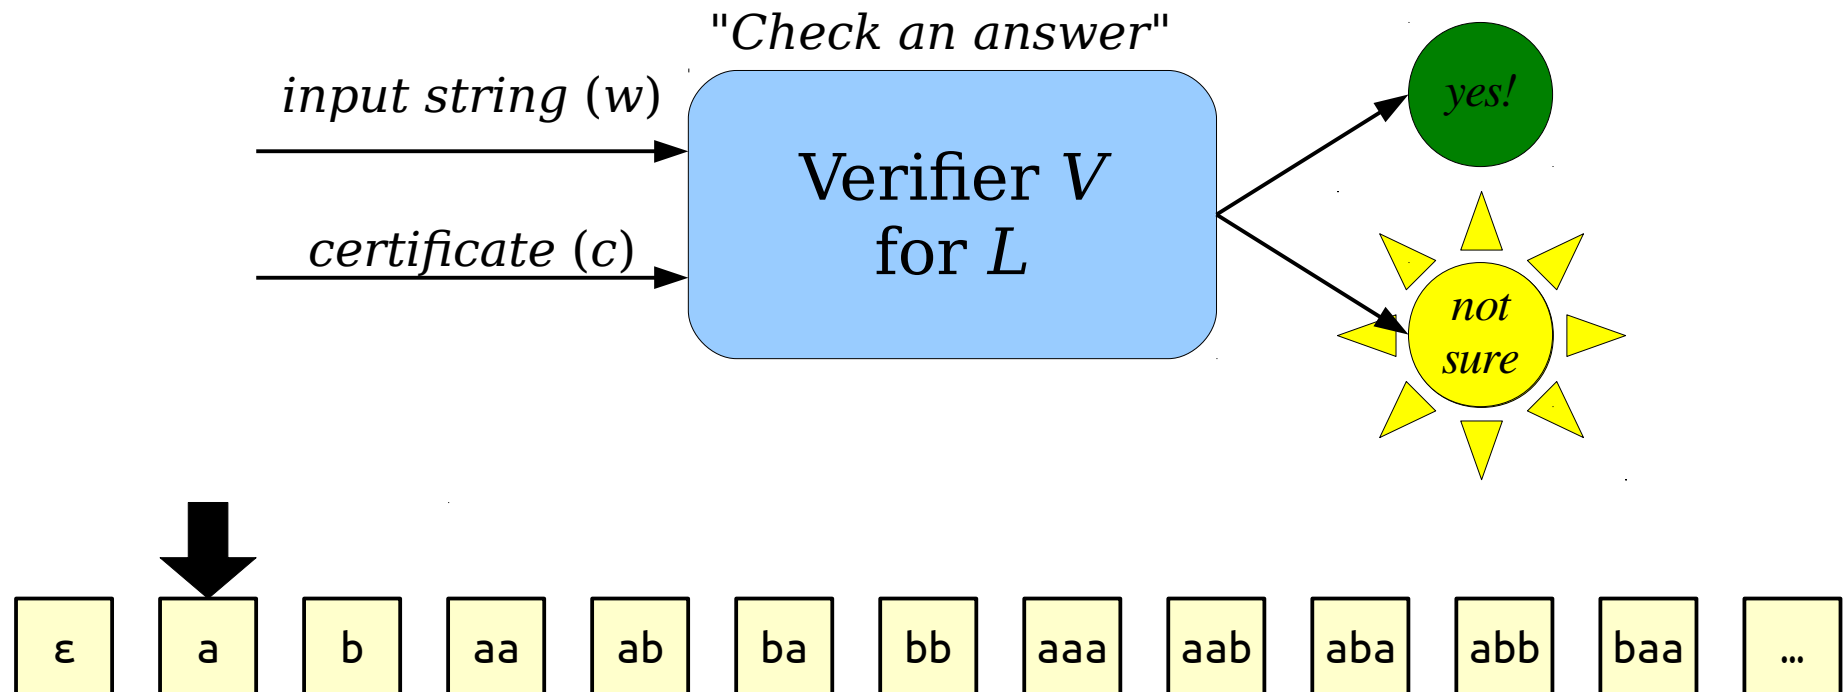 "Check an answer"
input string (w)
certificate (c)
Verifier V
for L
yes!
not
sure
ε a b aa ab ba bb aaa aab aba abb baa …